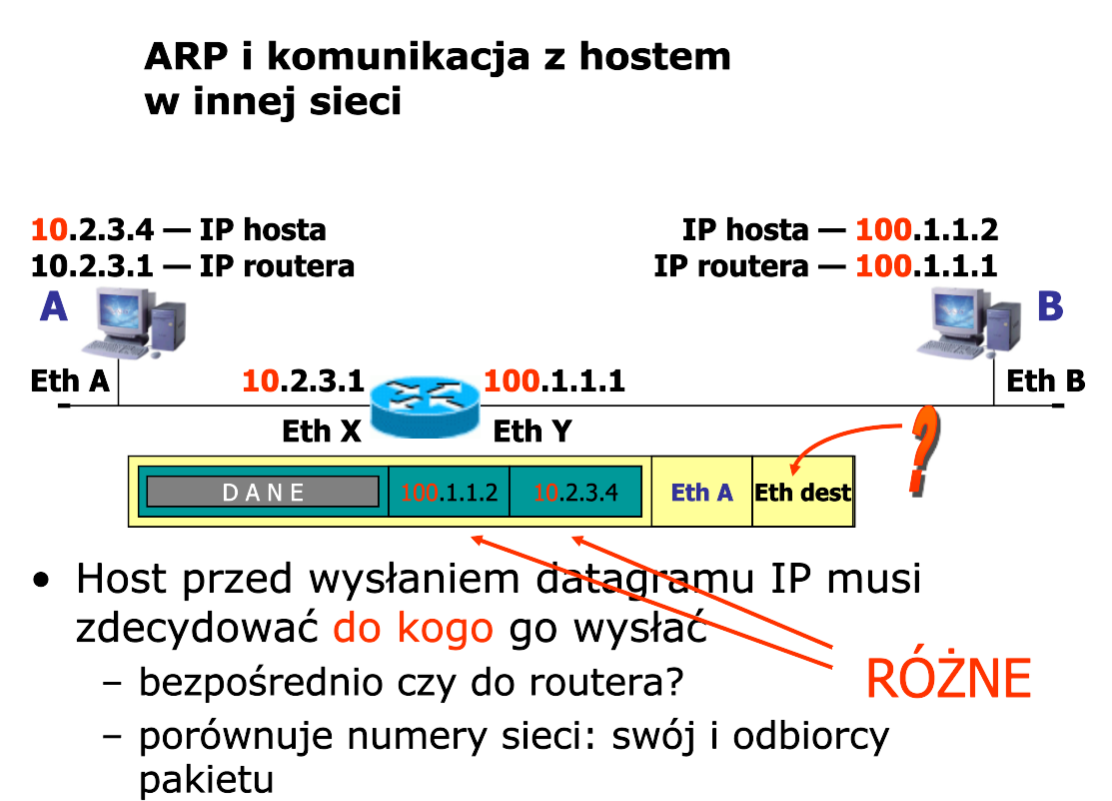 ARP i komunikacja z hostem
w innej sieci
10.2.3.4 — IP hosta
10.2.3.1 — IP routera
IP hosta — 100.1.1.2
IP routera — 100.1.1.1
A
B
Eth A
10.2.3.1
100.1.1.1
Eth B
Eth X
Eth Y
?
DANE
100.1.1.2
10.2.3.4
Eth A
Eth dest
• Host przed wysłaniem datagramu IP musi
zdecydować do kogo go wysłać
– bezpośrednio czy do routera?
RÓŻNE
– porównuje numery sieci: swój i odbiorcy
pakietu